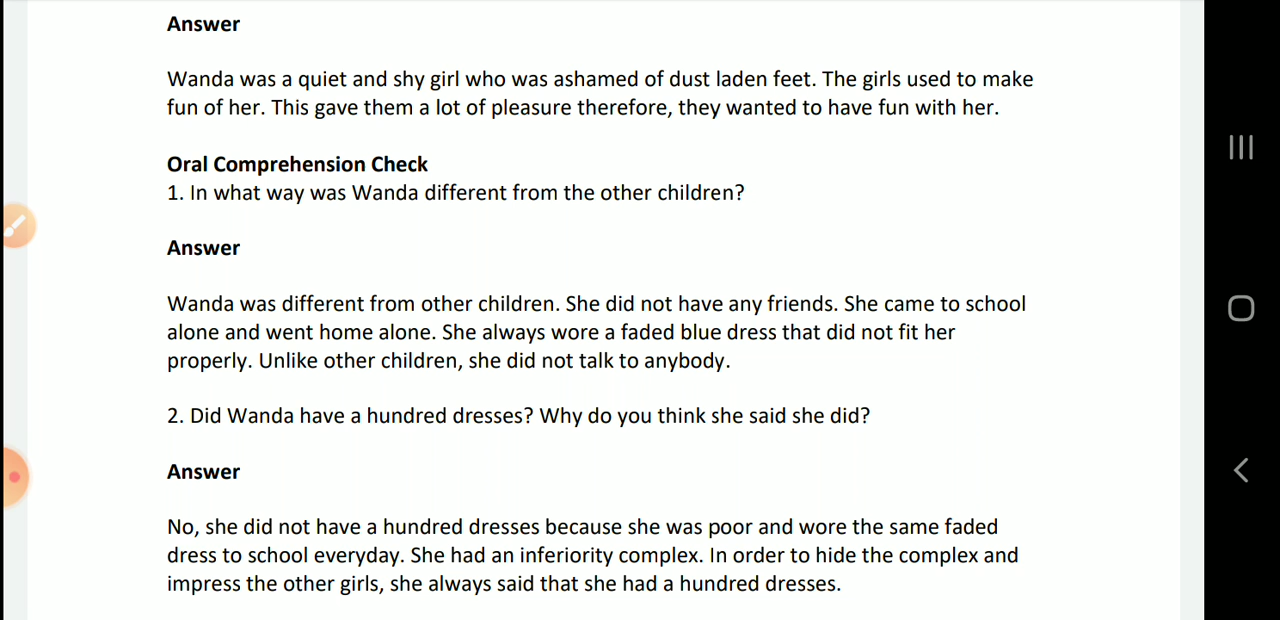 Answer
Wanda was a quiet and shy girl who was ashamed of dust laden feet. The girls used to make
fun of her. This gave them a lot of pleasure therefore, they wanted to have fun with her.
Oral Comprehension Check
1. In what way was Wanda different from the other children?
Answer
Wanda was different from other children. She did not have any friends. She came to school
alone and went home alone. She always wore a faded blue dress that did not fit her
properly. Unlike other children, she did not talk to anybody.
2. Did Wanda have a hundred dresses? Why do you think she said she did?
Answer
No, she did not have a hundred dresses because she was poor and wore the same faded
dress to school everyday. She had an inferiority complex. In order to hide the complex and
impress the other girls, she always said that she had a hundred dresses.